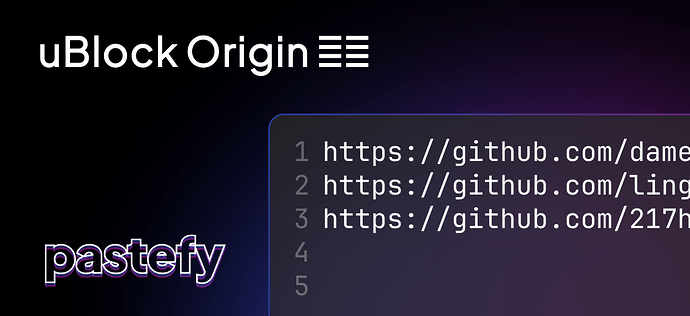 uBlock Origin
1 https://github.com/dame
2 https://github.com/ling
3 https://github.com/217h
4
5
pastefy